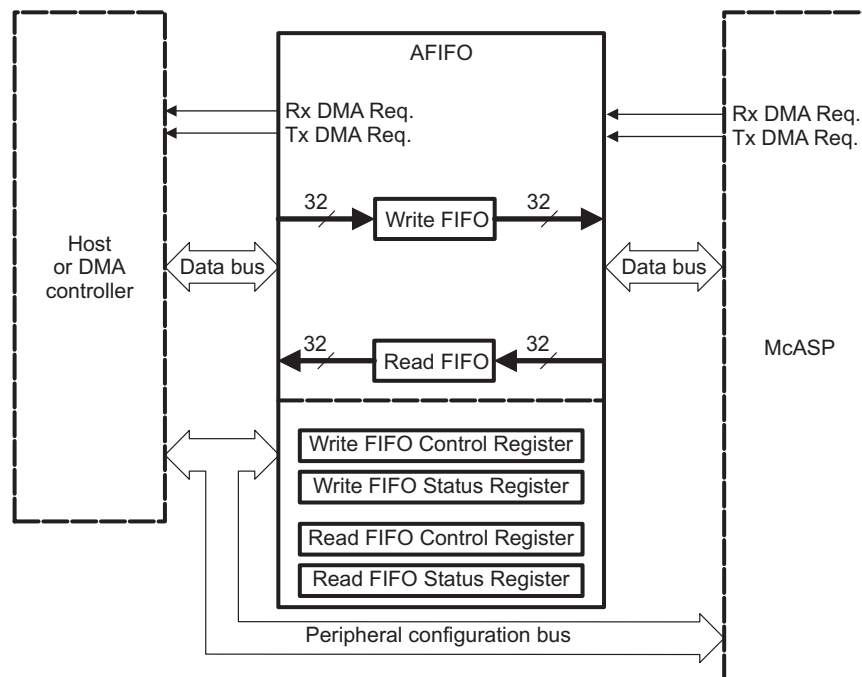 AFIFO
Rx DMA Req.
Tx DMA Req.
Rx DMA Req.
Tx DMA Req.
32
32
Write FIFO
Host
or DMA
controller
Data bus
Data bus
32
32
Read FIFO
McASP
Write FIFO Control Register
Write FIFO Status Register
Read FIFO Control Register
Read FIFO Status Register
Peripheral configuration bus